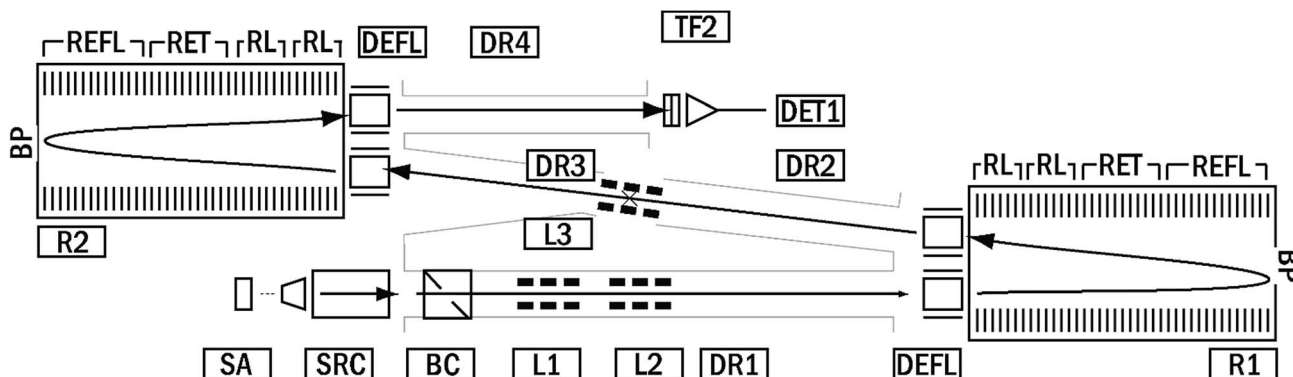 TF2
REFL RET RL RL DEFL DR4
BP
DET1
DR3 DR2 RL RL RET REFL
R2 L3
BP
SA SRC BC L1 L2 DR1 DEFL R1